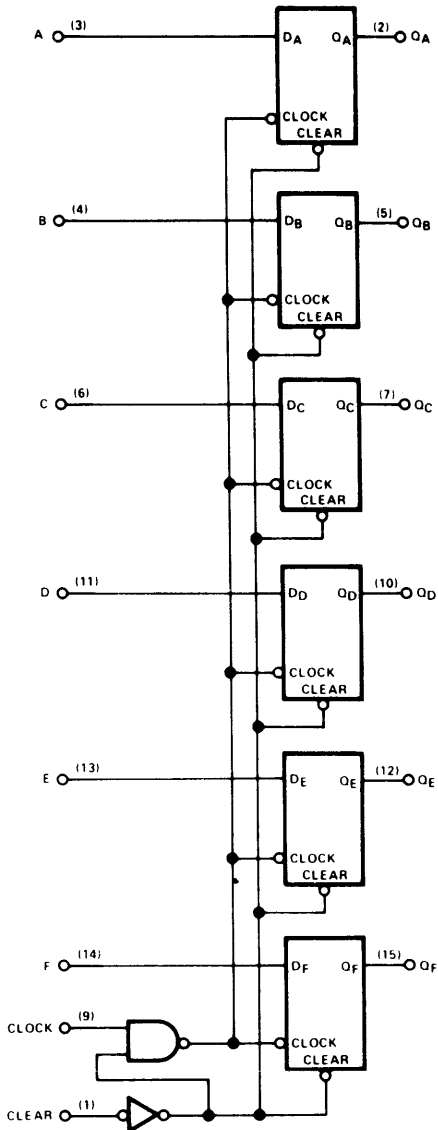 A (3) DA QA (2) QA
CLOCK
CLEAR
B (4) DB QB (5) QB
CLOCK
CLEAR
C (6) DC QC (7) QC
CLOCK
CLEAR
D (11) DD QD (10) QD
CLOCK
CLEAR
E (13) DE QE (12) QE
CLOCK
CLEAR
F (14) DF QF (15) QF
CLOCK (9) CLOCK
CLEAR
CLEAR (1)